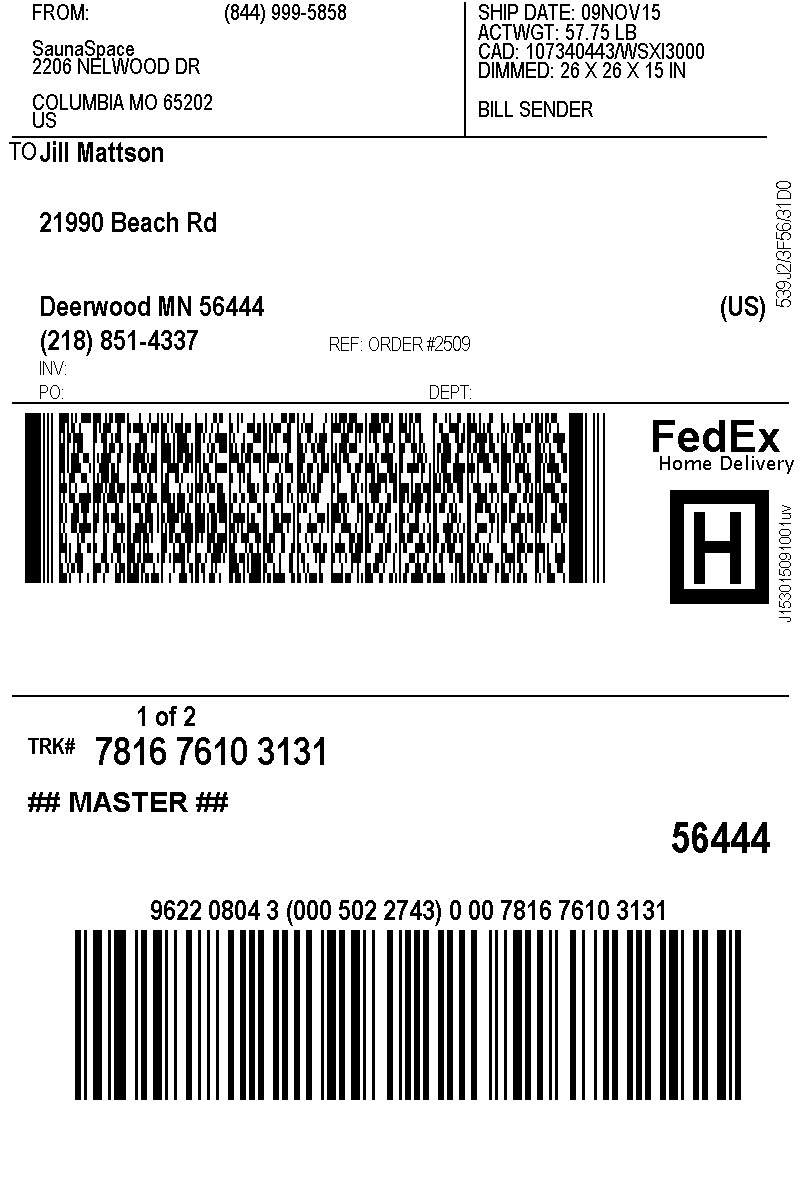 FROM: (844) 999-5858
SaunaSpace
2206 NELWOOD DR
COLUMBIA MO 65202
US
SHIP DATE: 09NOV15
ACTWGT: 57.75 LB
CAD: 107340443/WSXI3000
DIMMED: 26 X 26 X 15 IN
BILL SENDER
TO Jill Mattson
21990 Beach Rd
Deerwood MN 56444 (US)
(218) 851-4337 REF: ORDER #2509
INV:
PO: DEPT:
539J2/3F56/31D0
FedEx
Home Delivery
H
J153015091001uv
1 of 2
TRK# 7816 7610 3131
## MASTER ##
56444
9622 0804 3 (000 502 2743) 0 00 7816 7610 3131